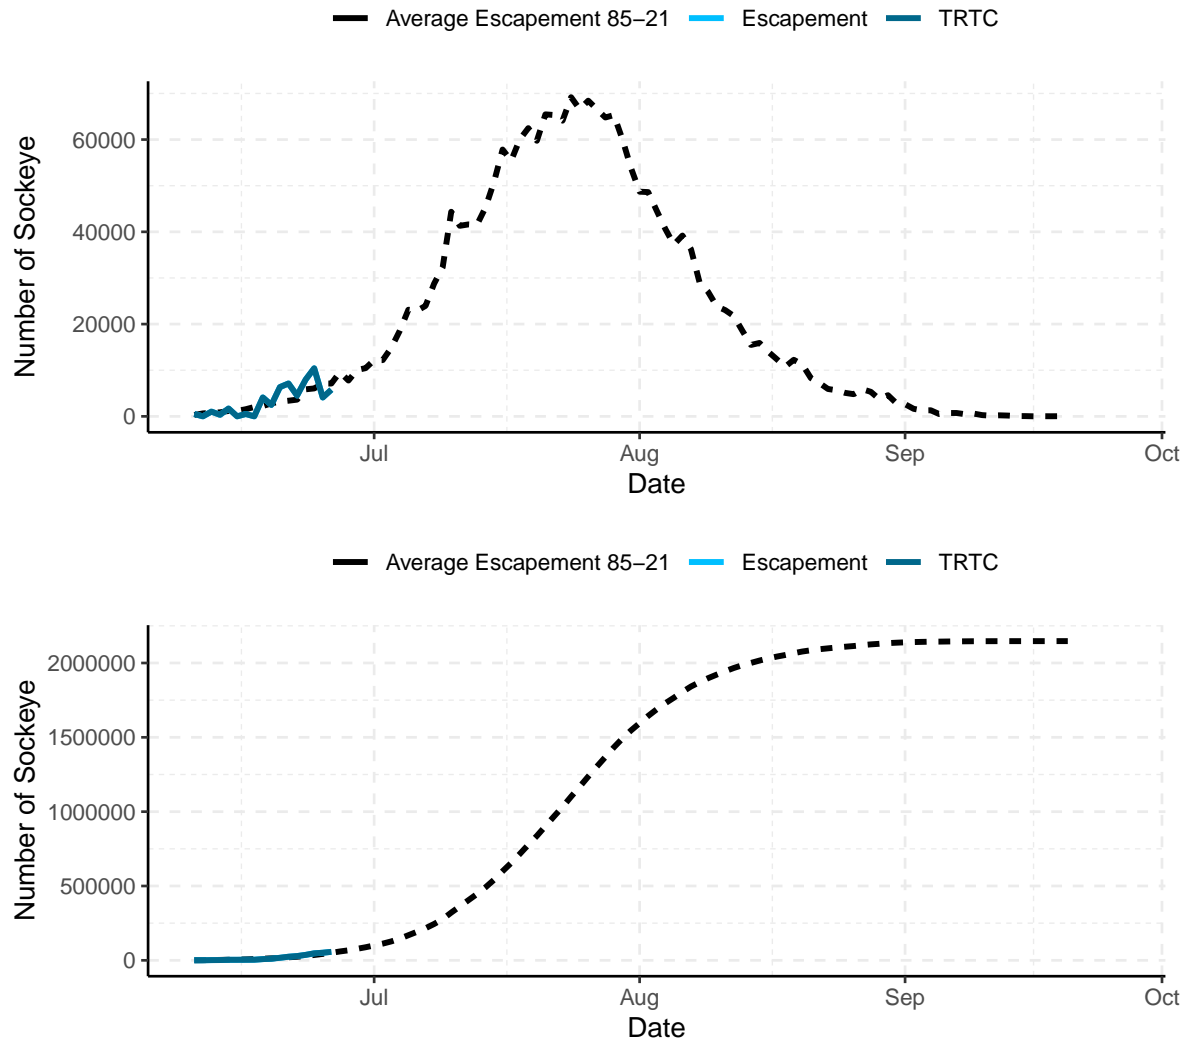 Average Escapement 85−21 Escapement TRTC
Number of Sockeye
60000
40000
20000
0
Jul Aug Sep Oct
Date
Average Escapement 85−21 Escapement TRTC
Number of Sockeye
2000000
1500000
1000000
500000
0
Jul Aug Sep Oct
Date